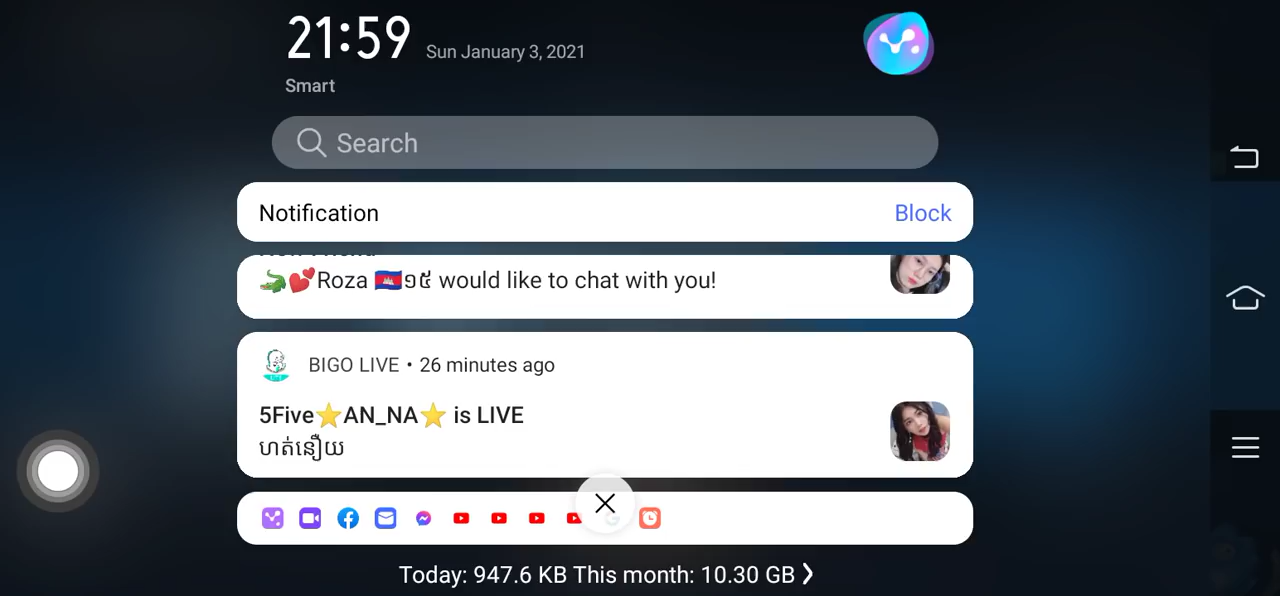 21:59 Sun January 3, 2021
Smart
Search
Notification Block
🐊💕Roza 🇰🇭១៥ would like to chat with you!
BIGO LIVE • 26 minutes ago
5Five⭐AN_NA⭐ is LIVE
ហត់នឿយ
Today: 947.6 KB This month: 10.30 GB ❯